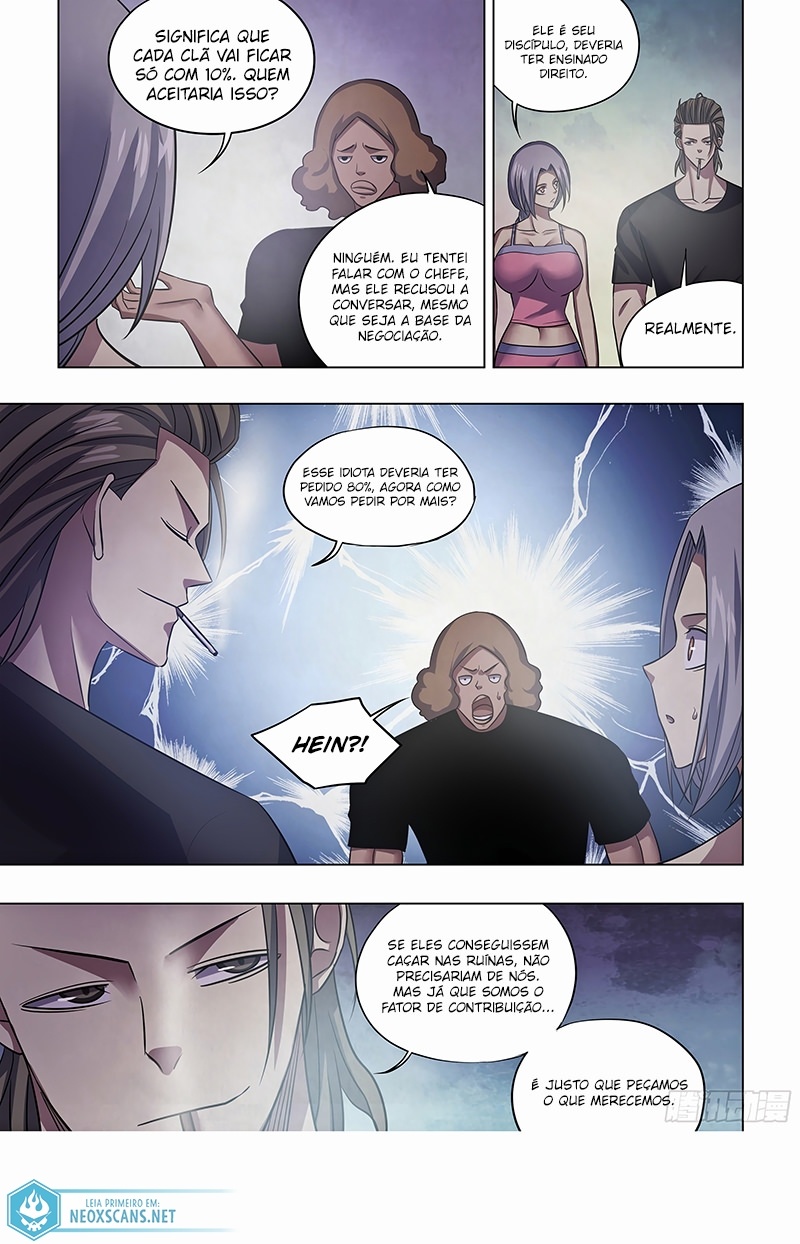 SIGNIFICA QUE
CADA CLÃ VAI FICAR
SÓ COM 10%. QUEM
ACEITARIA ISSO?
NINGUÉM. EU TENTEI
FALAR COM O CHEFE,
MAS ELE RECUSOU A
CONVERSAR, MESMO
QUE SEJA A BASE DA
NEGOCIAÇÃO.
ELE É SEU
DISCÍPULO, DEVERIA
TER ENSINADO
DIREITO.
REALMENTE.
ESSE IDIOTA DEVERIA TER
PEDIDO 80%, AGORA COMO
VAMOS PEDIR POR MAIS?
HEIN?!
SE ELES CONSEGUISSEM
CAÇAR NAS RUÍNAS, NÃO
PRECISARIAM DE NÓS.
MAS JÁ QUE SOMOS O
FATOR DE CONTRIBUIÇÃO...
É JUSTO QUE PEÇAMOS
O QUE MERECEMOS.
腾讯动漫
LEIA PRIMEIRO EM:
NEOXSCANS.NET